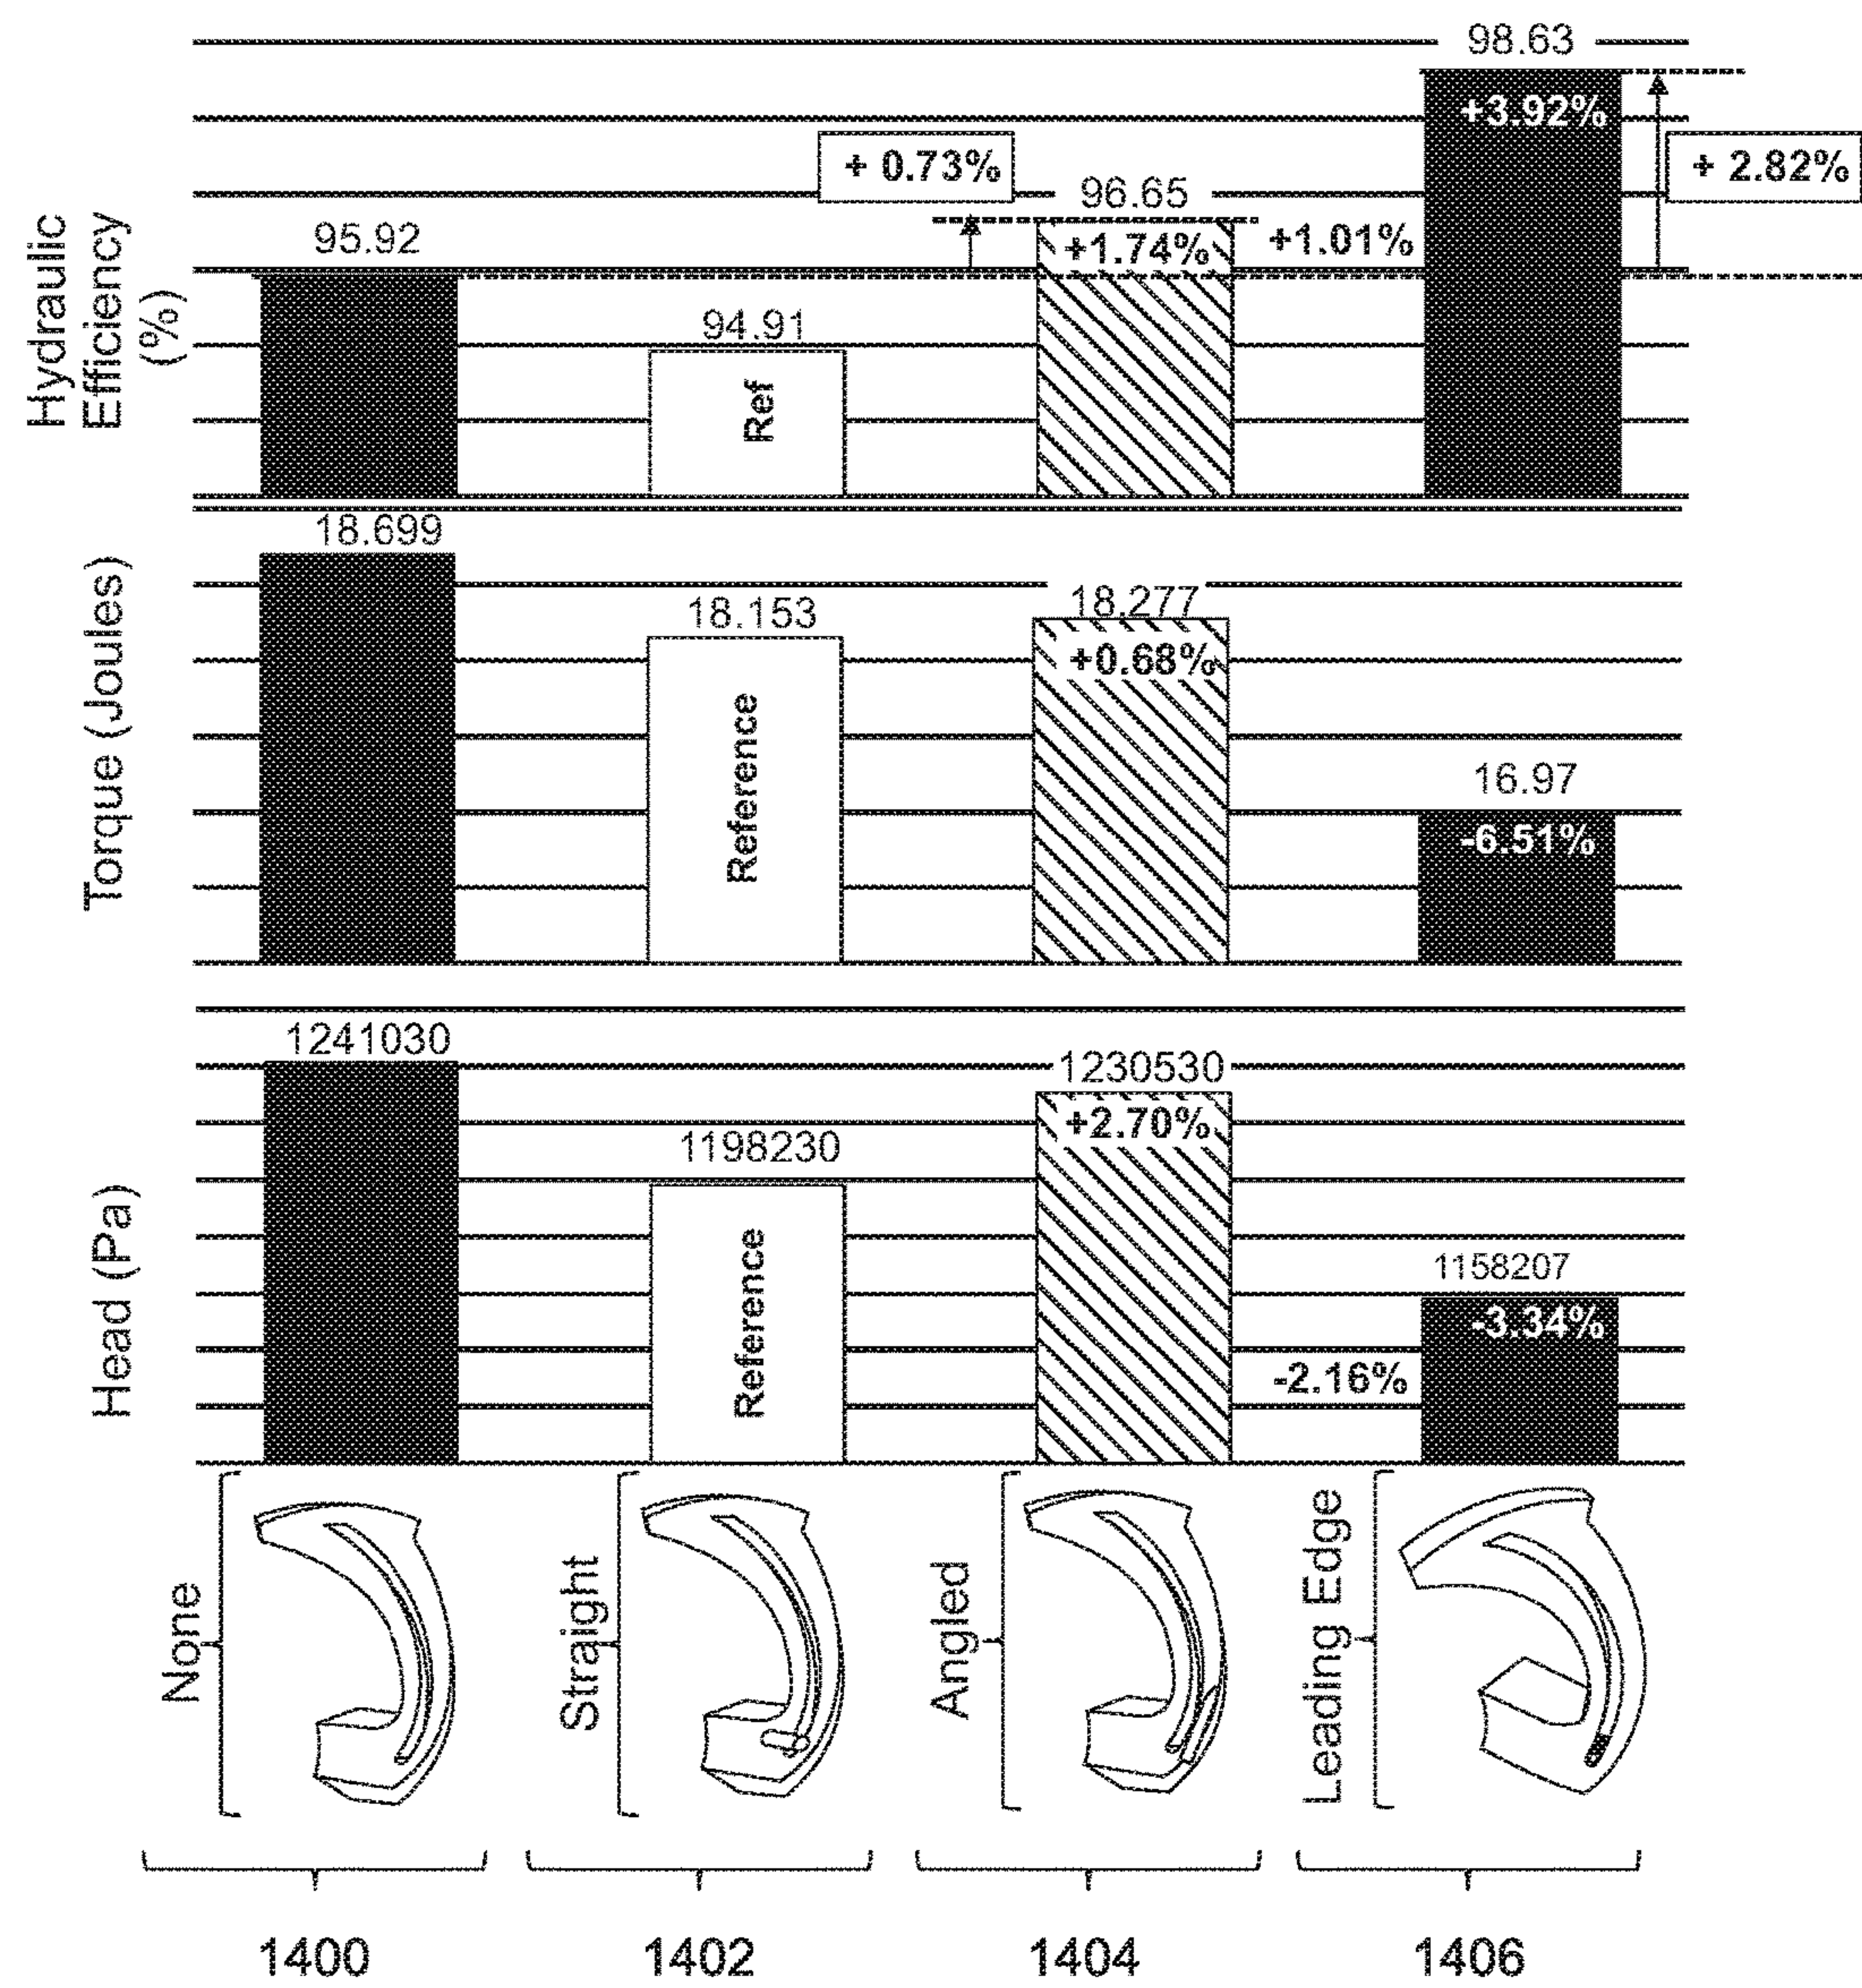 98.63
+3.92%
+ 0.73%
+ 2.82%
96.65
95.92
+1.74%
+1.01%
Hydraulic
Efficiency
(%)
94.91
Ref
18.699
Torque (Joules)
18.153
18.277
+0.68%
Reference
16.97
-6.51%
1241030
1230530
+2.70%
1198230
Head (Pa)
Reference
1158207
-3.34%
-2.16%
None
Straight
Angled
Leading Edge
1400
1402
1404
1406